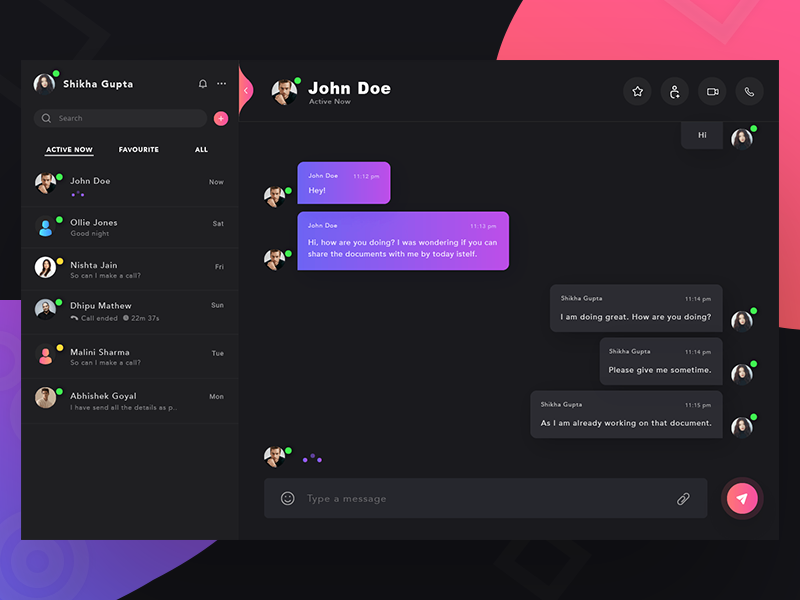 Shikha Gupta
Search
ACTIVE NOW FAVOURITE ALL
John Doe Now
Ollie Jones Sat
Good night
Nishta Jain Fri
So can I make a call?
Dhipu Mathew Sun
Call ended 22m 37s
Malini Sharma Tue
So can I make a call?
Abhishek Goyal Mon
I have send all the details as p..
John Doe
Active Now
Hi
John Doe 11:12 pm
Hey!
John Doe 11:13 pm
Hi, how are you doing? I was wondering if you can
share the documents with me by today istelf.
Shikha Gupta 11:14 pm
I am doing great. How are you doing?
Shikha Gupta 11:14 pm
Please give me sometime.
Shikha Gupta 11:15 pm
As I am already working on that document.
Type a message